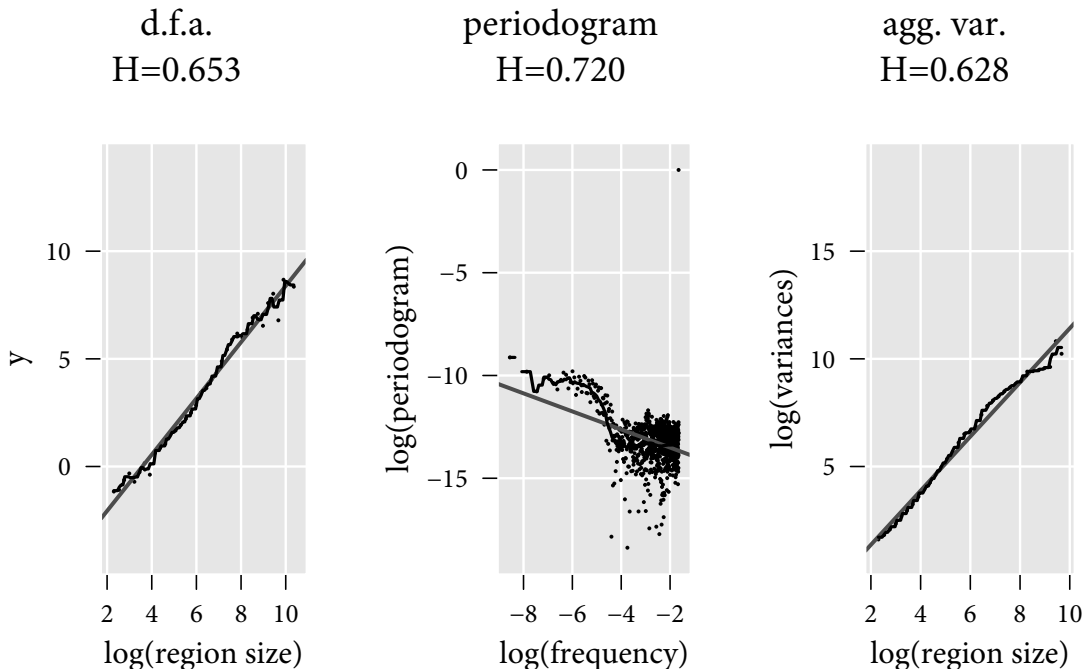 d.f.a.
H=0.653
periodogram
H=0.720
agg. var.
H=0.628
y
10
5
0
2 4 6 8 10
log(region size)
log(periodogram)
0
−5
−10
−15
−8 −6 −4 −2
log(frequency)
log(variances)
15
10
5
2 4 6 8 10
log(region size)